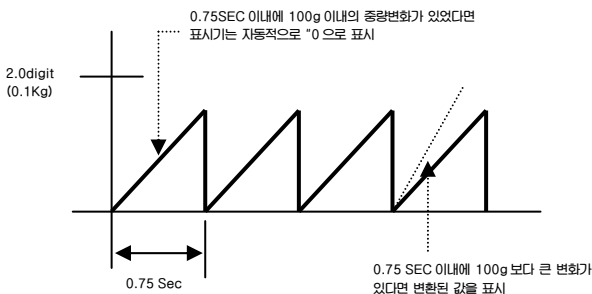 0.75SEC 이내에 100g 이내의 중량변화가 있었다면
표시기는 자동적으로 "0 으로 표시
2.0digit
(0.1Kg)
0.75 Sec
0.75 SEC 이내에 100g 보다 큰 변화가
있다면 변환된 값을 표시